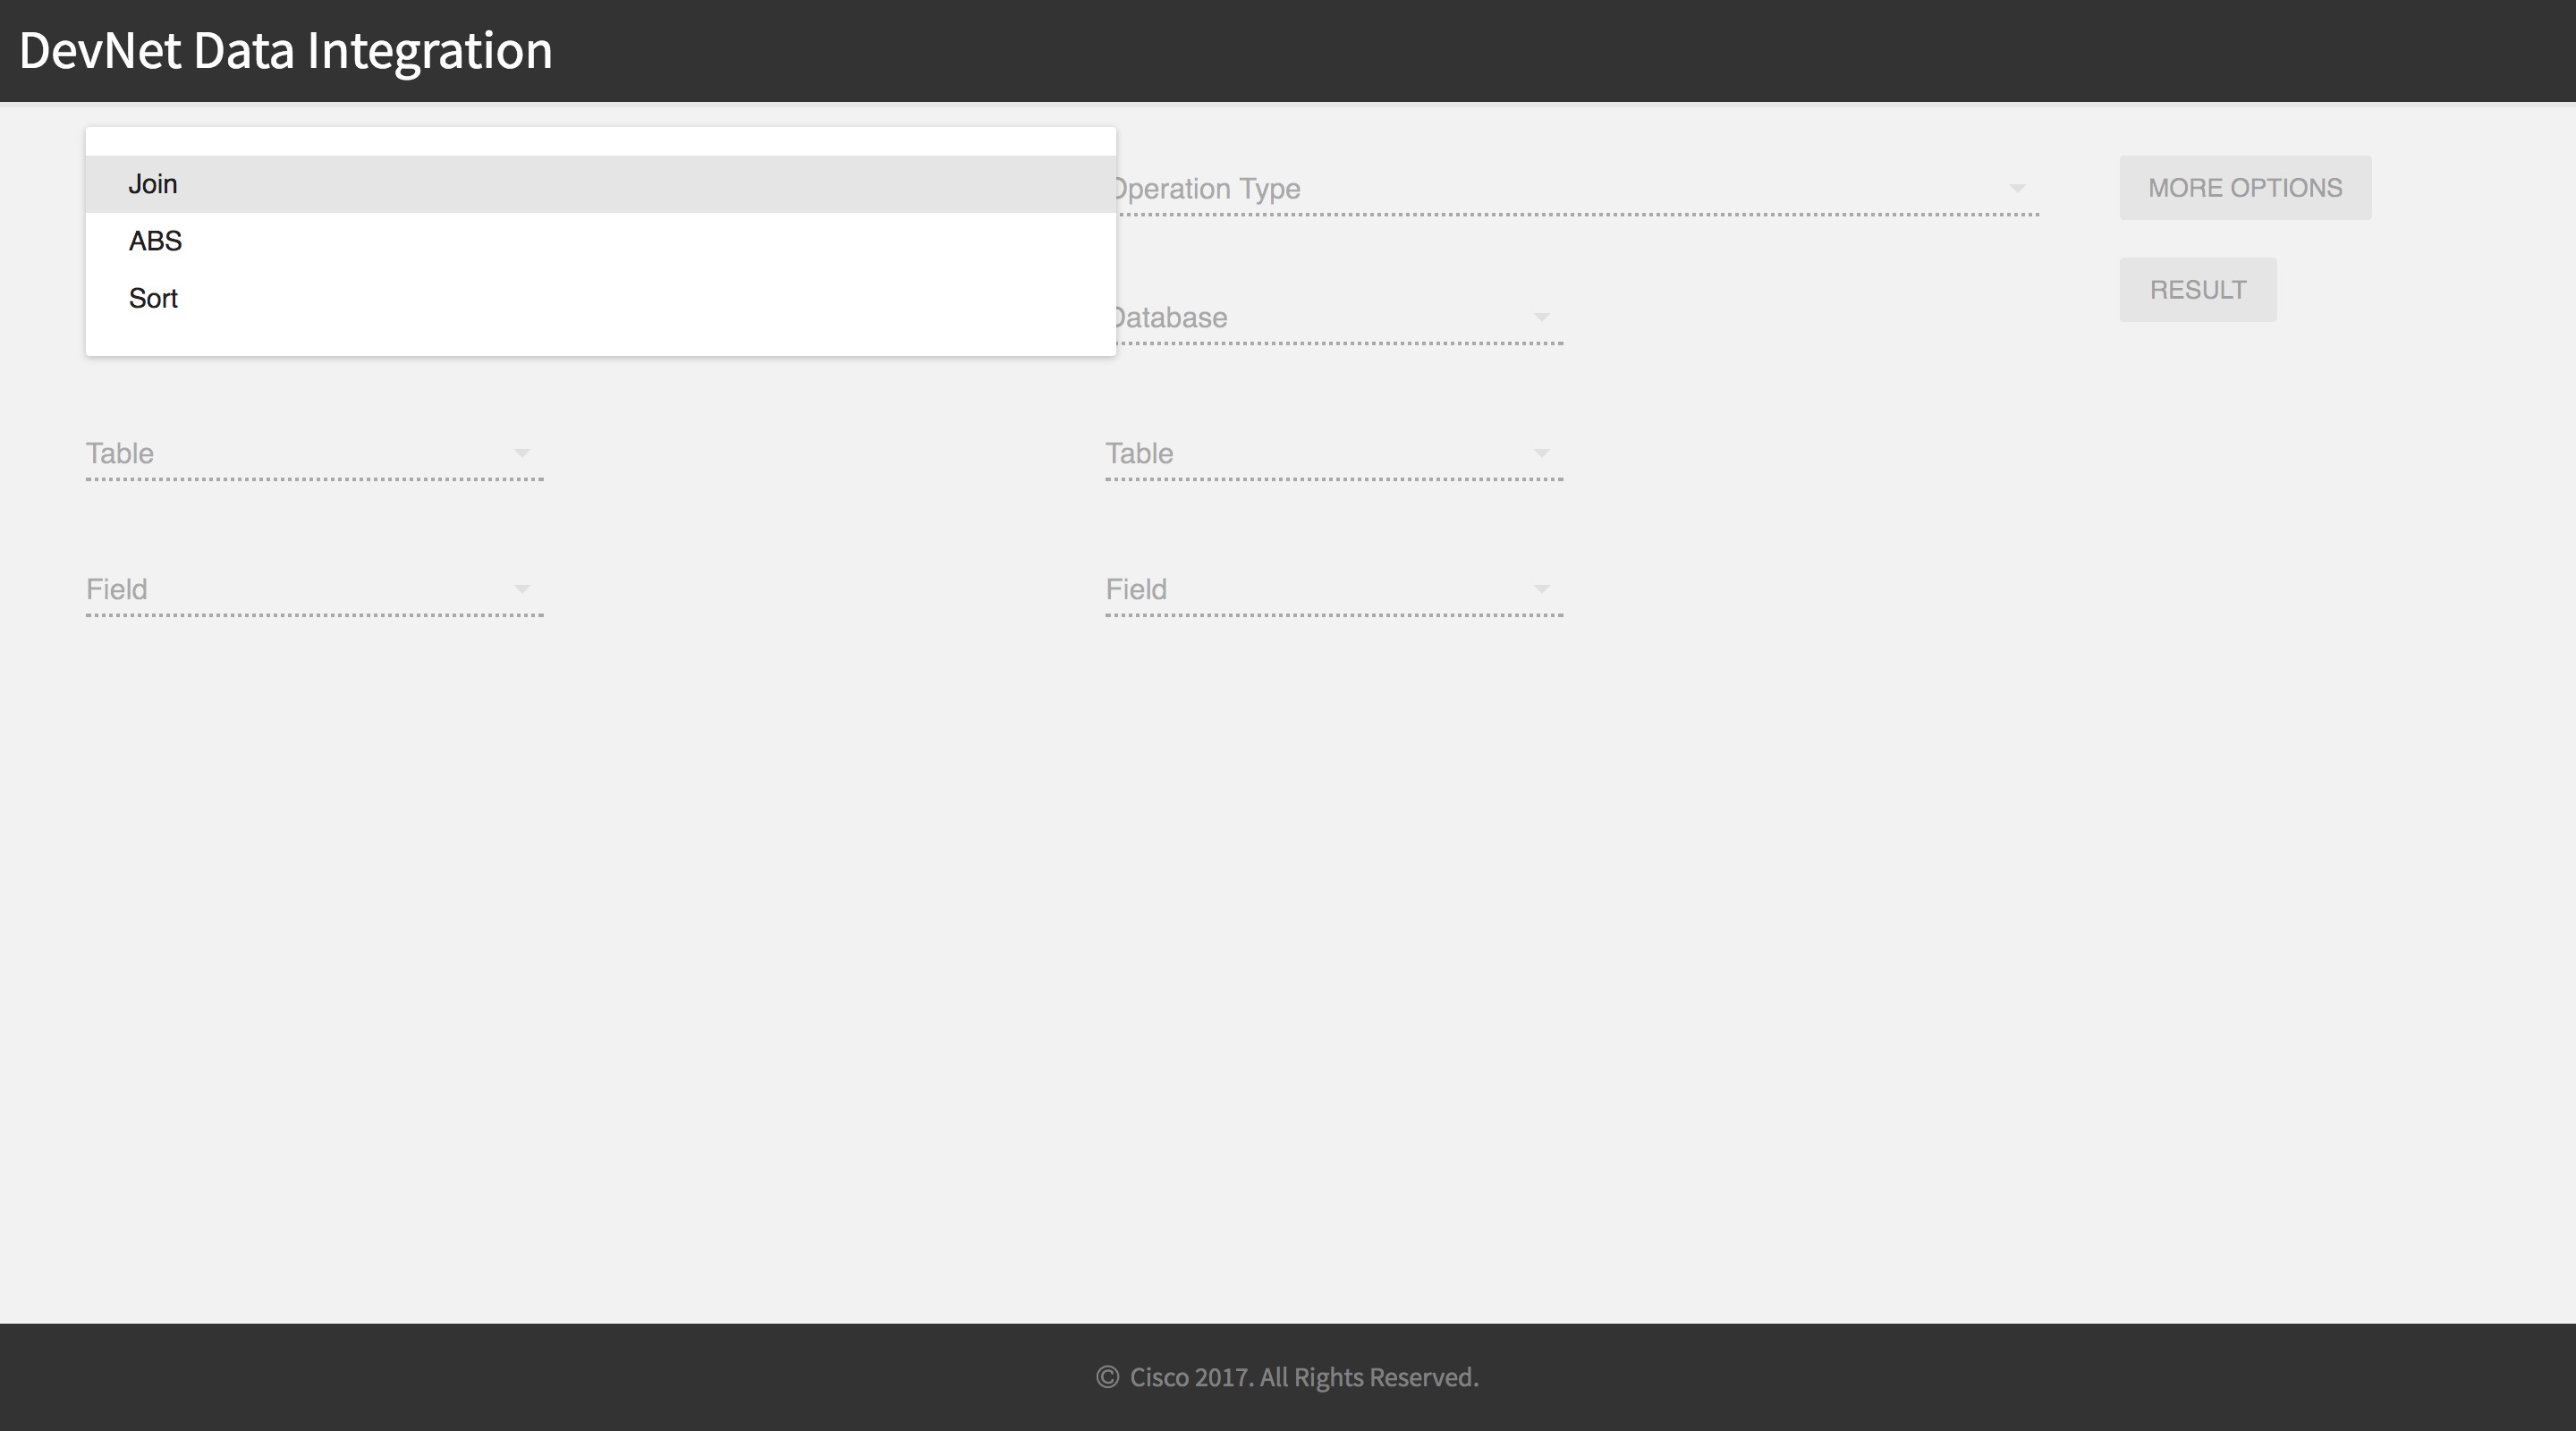 DevNet Data Integration
Join
ABS
Sort
Operation Type
MORE OPTIONS
Database
RESULT
Table
Table
Field
Field
© Cisco 2017. All Rights Reserved.